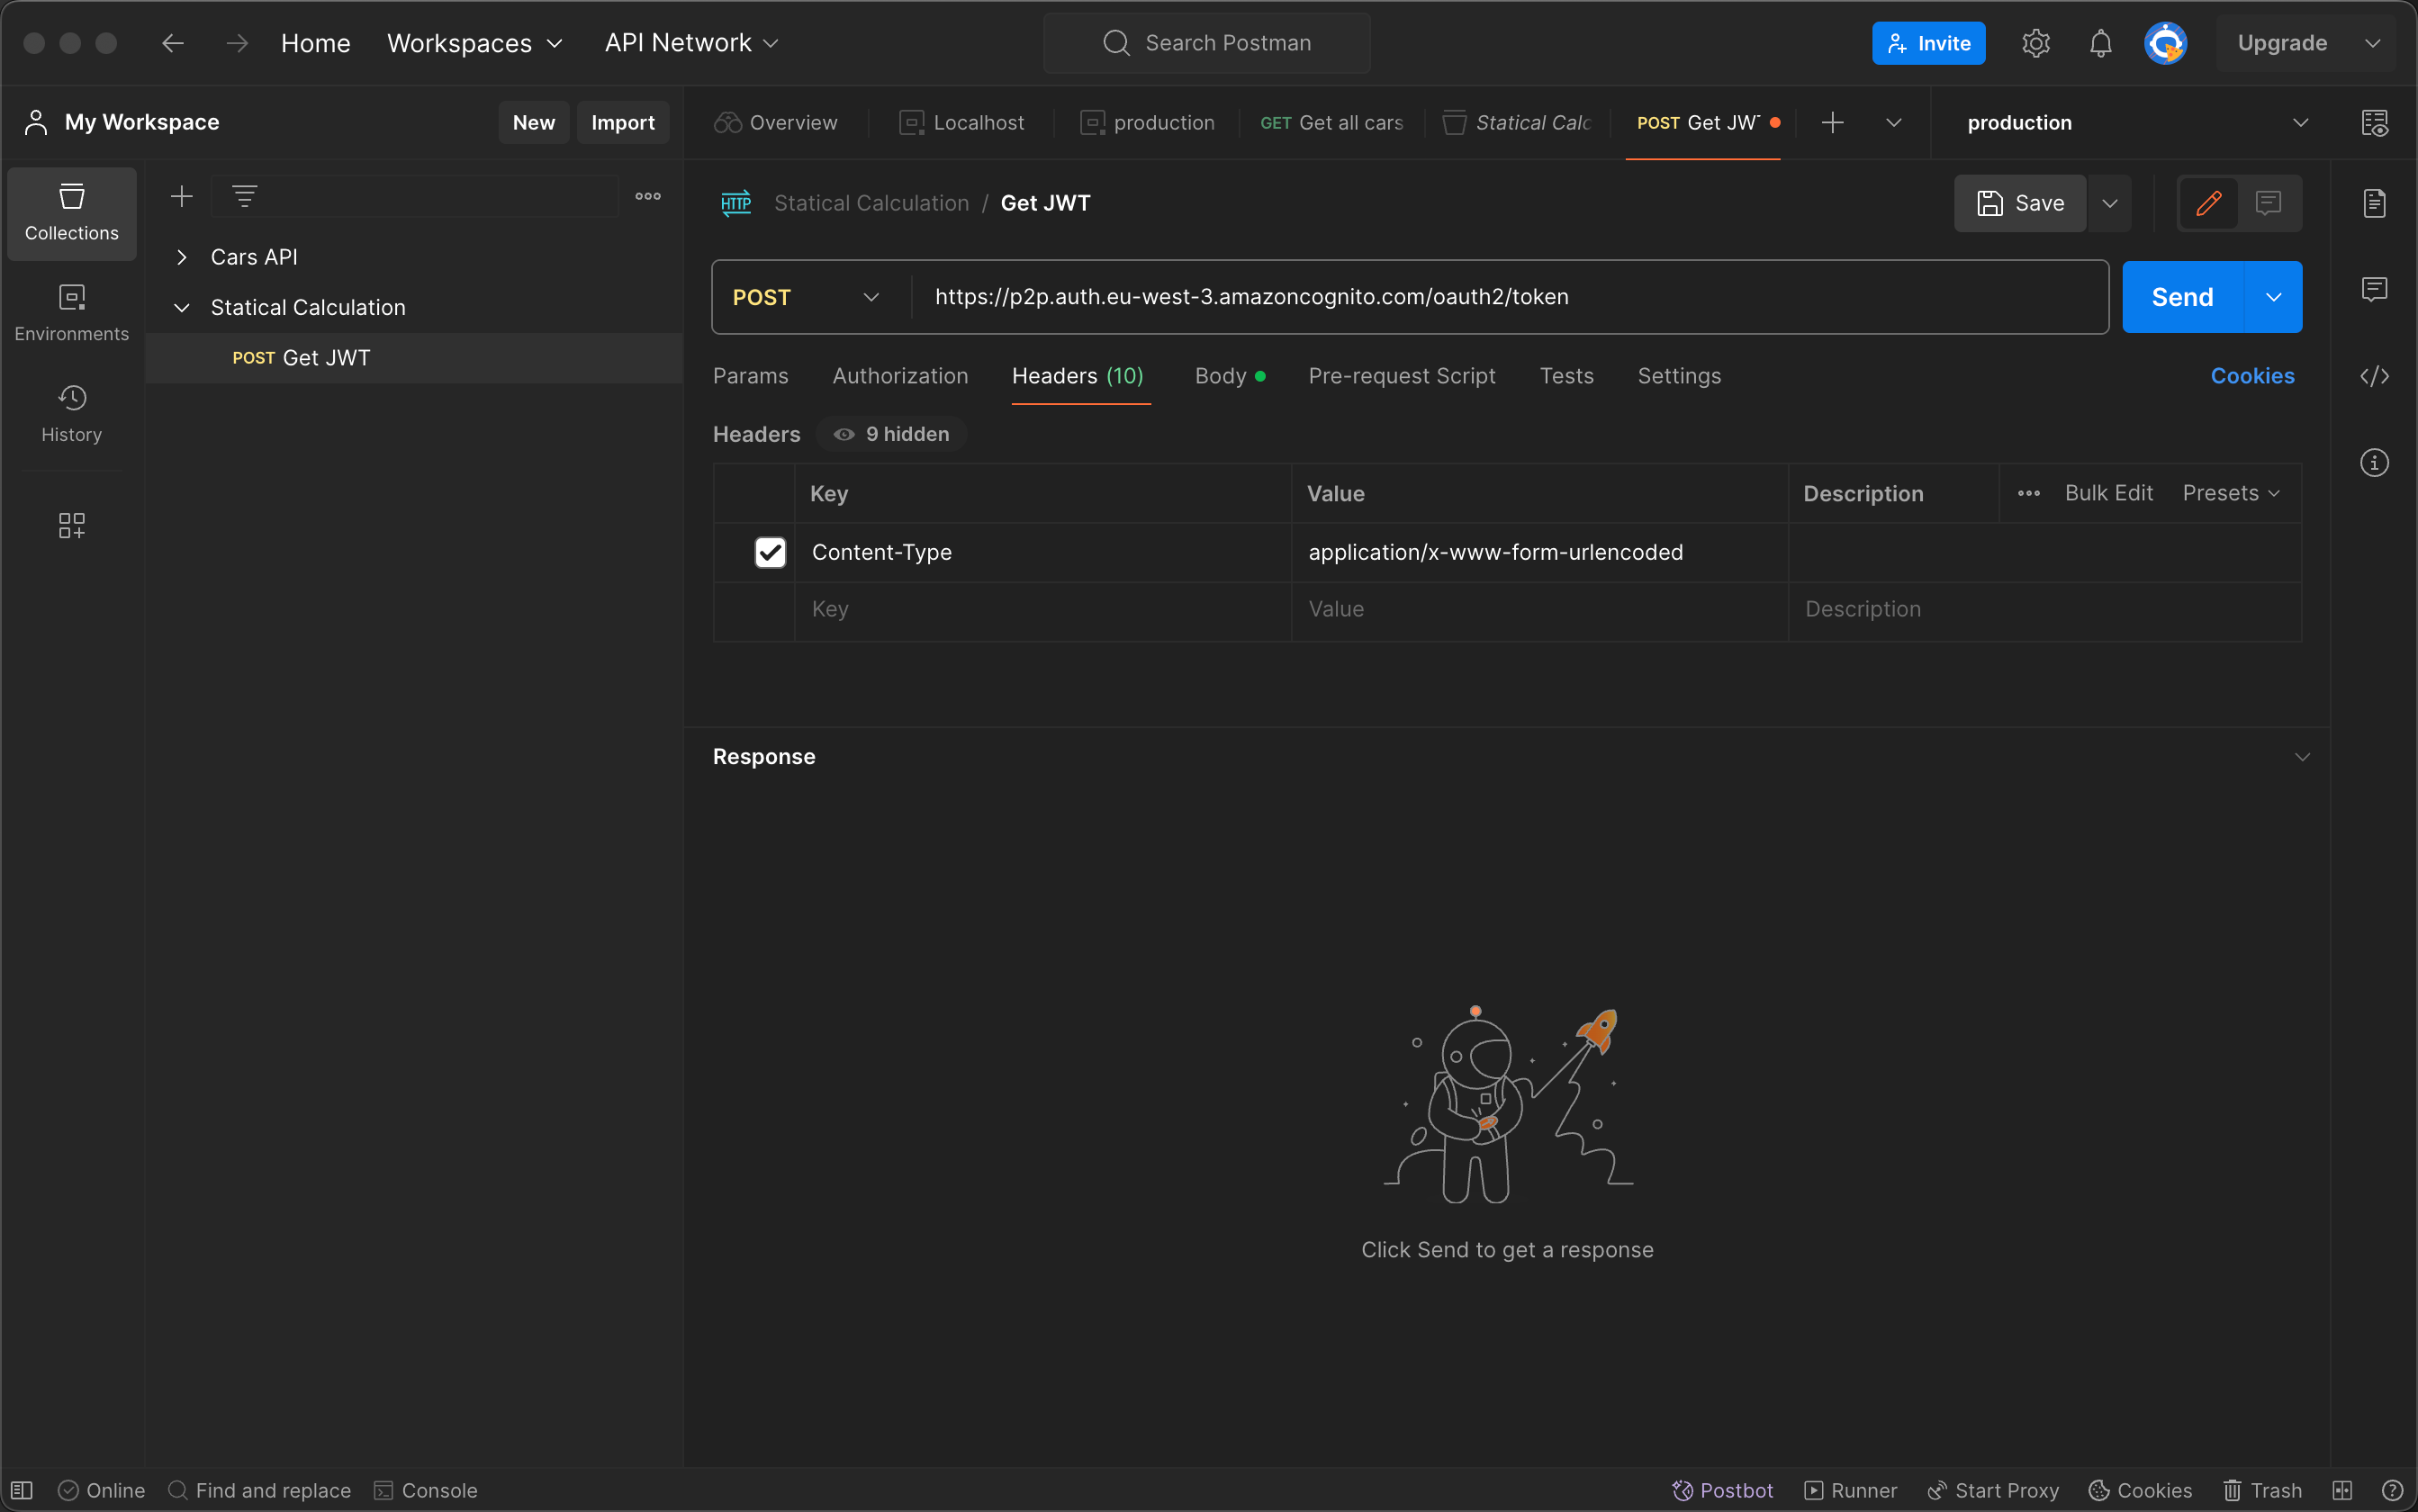 Home Workspaces API Network Search Postman Invite Upgrade
My Workspace New Import
Overview Localhost production GET Get all cars Statical Calc POST Get JW production
Collections
Environments
History
Cars API
Statical Calculation
POST Get JWT
HTTP Statical Calculation / Get JWT Save
POST https://p2p.auth.eu-west-3.amazoncognito.com/oauth2/token Send
Params Authorization Headers (10) Body Pre-request Script Tests Settings Cookies
Headers 9 hidden
Key Value Description Bulk Edit Presets
Content-Type application/x-www-form-urlencoded
Key Value Description
Response
Click Send to get a response
Online Find and replace Console Postbot Runner Start Proxy Cookies Trash